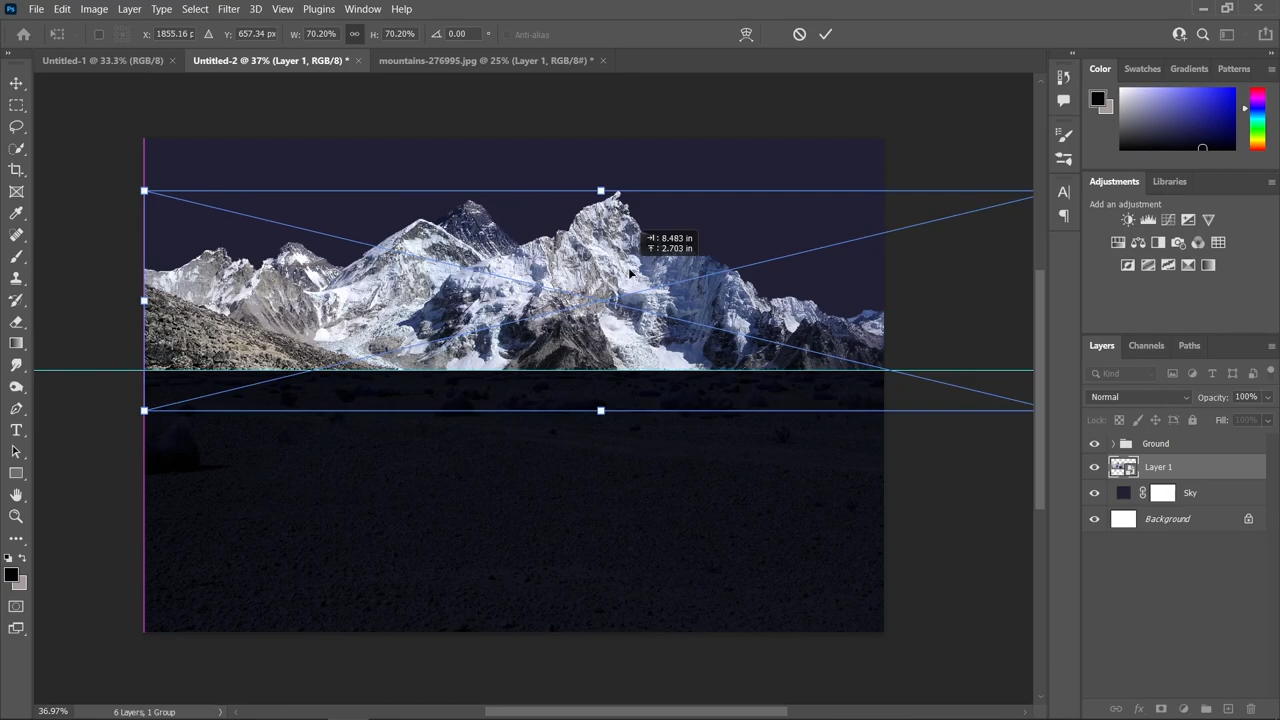 Ps File Edit Image Layer Type Select Filter 3D View Plugins Window Help
X: 1855.16 p Y: 657.34 px W: 70.20% H: 70.20% 0.00 ° Anti-alias
Untitled-1 @ 33.3% (RGB/8) × Untitled-2 @ 37% (Layer 1, RGB/8) * × mountains-276995.jpg @ 25% (Layer 1, RGB/8#) * ×
Color Swatches Gradients Patterns
Adjustments Libraries
Add an adjustment
: 8.483 in
: 2.703 in
Layers Channels Paths
Kind
Normal Opacity: 100%
Lock: Fill: 100%
Ground
Layer 1
Sky
Background
36.97% 6 Layers, 1 Group